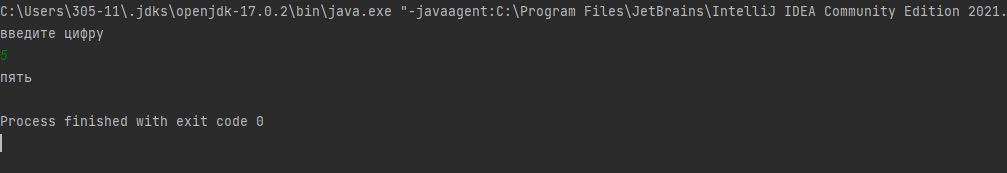 C:\Users\305-11\.jdks\openjdk-17.0.2\bin\java.exe "-javaagent:C:\Program Files\JetBrains\IntelliJ IDEA Community Edition 2021.
введите цифру
5
пять
Process finished with exit code 0